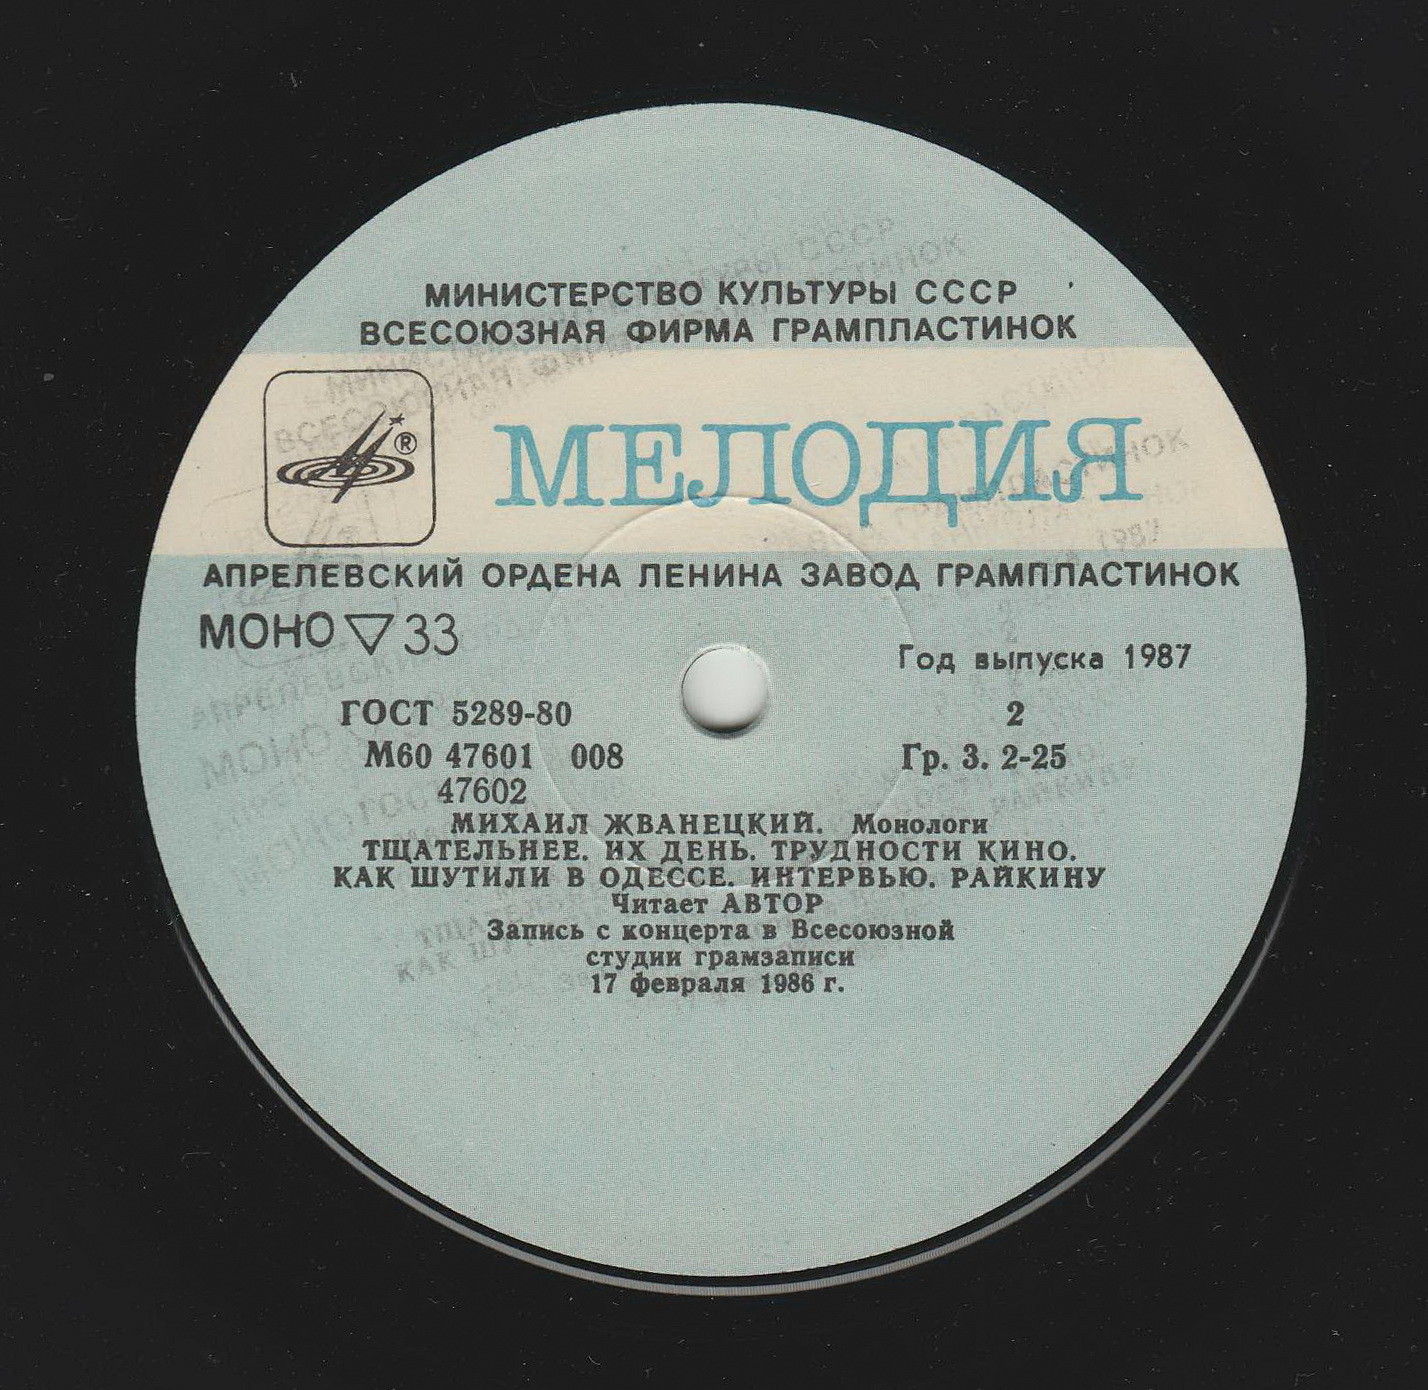 МИНИСТЕРСТВО КУЛЬТУРЫ СССР
ВСЕСОЮЗНАЯ ФИРМА ГРАМПЛАСТИНОК
®
МЕЛОДИЯ
АПРЕЛЕВСКИЙ ОРДЕНА ЛЕНИНА ЗАВОД ГРАМПЛАСТИНОК
МОНО ▽ 33
Год выпуска 1987
ГОСТ 5289-80 2
М60 47601 008 Гр. 3. 2-25
47602
МИХАИЛ ЖВАНЕЦКИЙ. Монологи
ТЩАТЕЛЬНЕЕ. ИХ ДЕНЬ. ТРУДНОСТИ КИНО.
КАК ШУТИЛИ В ОДЕССЕ. ИНТЕРВЬЮ. РАЙКИНУ
Читает АВТОР
Запись с концерта в Всесоюзной
студии грамзаписи
17 февраля 1986 г.